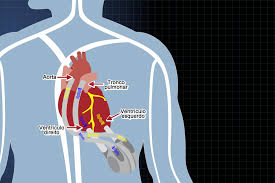 Aorta
Tronco
pulmonar
Ventrículo
esquerdo
Ventrículo
direito